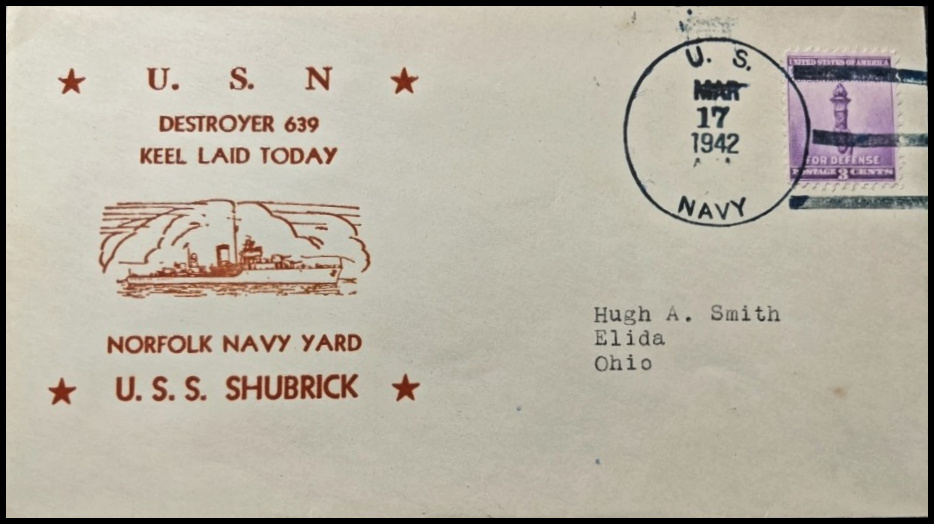 U. S. N
DESTROYER 639
KEEL LAID TODAY
NORFOLK NAVY YARD
U. S. S. SHUBRICK
U. S.
MAR
17
1942
NAVY
UNITED STATES OF AMERICA
FOR DEFENSE
POSTAGE 3 CENTS
Hugh A. Smith
Elida
Ohio